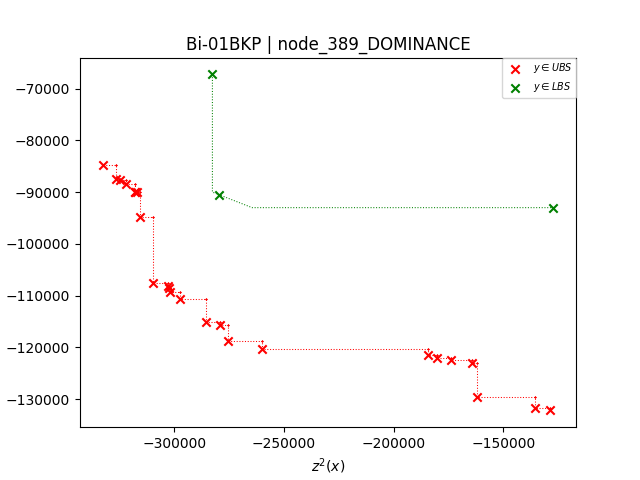 Bi-01BKP | node_389_DOMINANCE
y ∈ UBS
y ∈ LBS
−70000
−80000
−90000
−100000
−110000
−120000
−130000
−300000 −250000 −200000 −150000
z²(x)